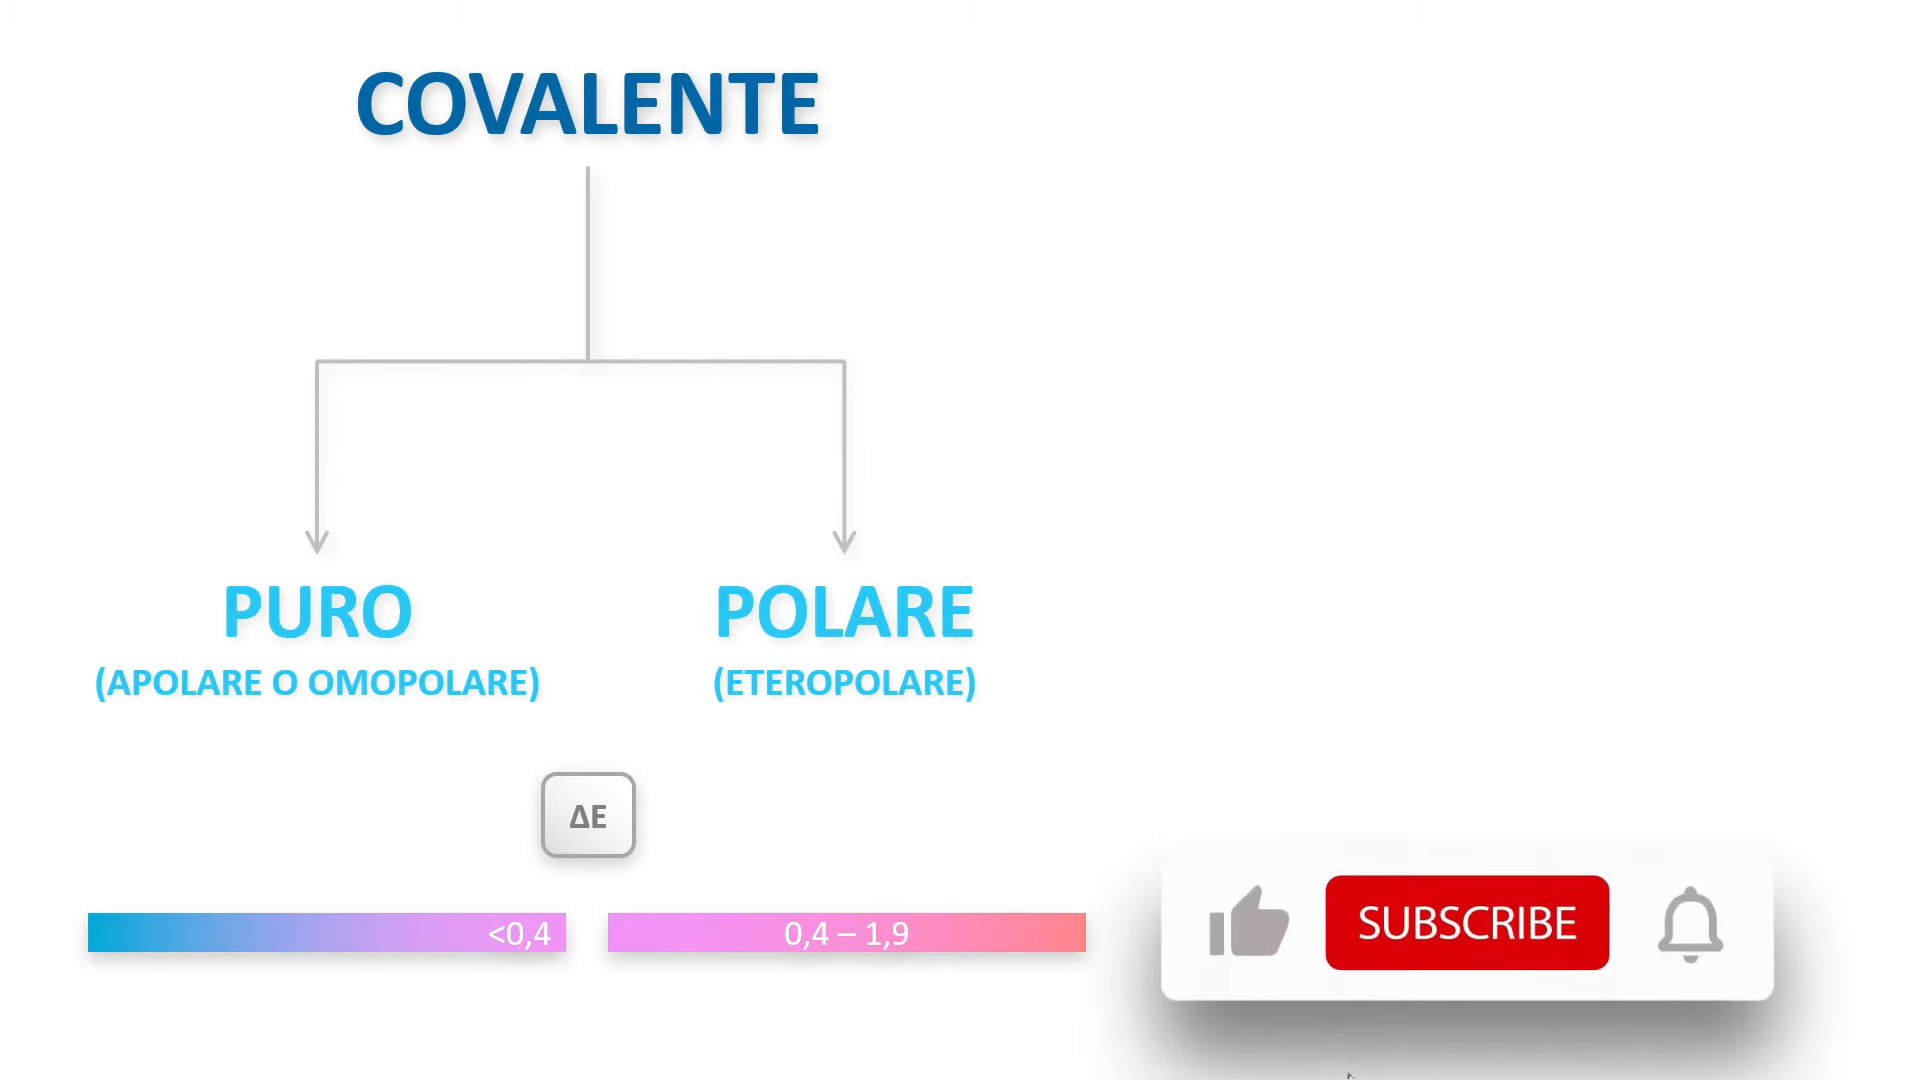 COVALENTE
PURO
(APOLARE O OMOPOLARE)
POLARE
(ETEROPOLARE)
ΔE
<0,4
0,4 – 1,9
SUBSCRIBE